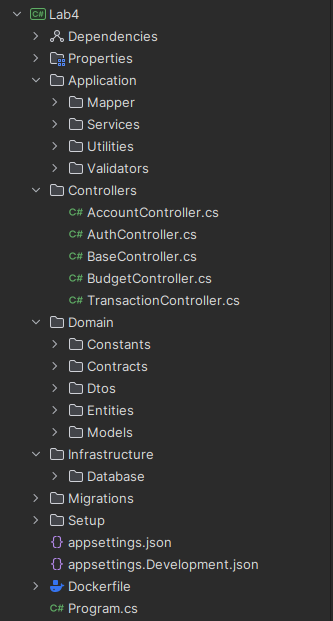 C# Lab4
Dependencies
Properties
Application
Mapper
Services
Utilities
Validators
Controllers
C# AccountController.cs
C# AuthController.cs
C# BaseController.cs
C# BudgetController.cs
C# TransactionController.cs
Domain
Constants
Contracts
Dtos
Entities
Models
Infrastructure
Database
Migrations
Setup
{} appsettings.json
{} appsettings.Development.json
Dockerfile
C# Program.cs